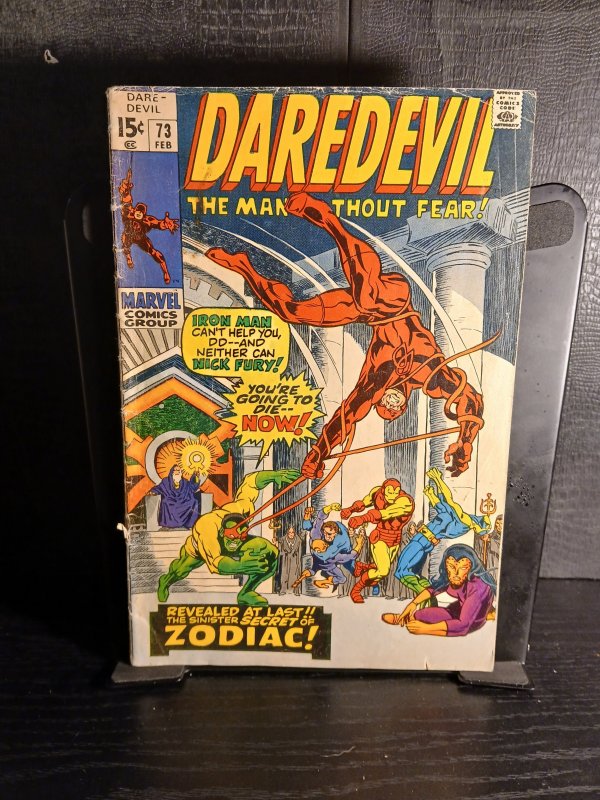 DARE-
DEVIL
15¢ 73
CC FEB
APPROVED
BY THE
COMICS
CODE
AUTHORITY
DAREDEVIL
THE MAN THOUT FEAR!
MARVEL
COMICS
GROUP
IRON MAN
CAN'T HELP YOU,
DD--AND
NEITHER CAN
NICK FURY!
YOU'RE
GOING TO
DIE--
NOW!
REVEALED AT LAST!!
THE SINISTER SECRET OF
ZODIAC!